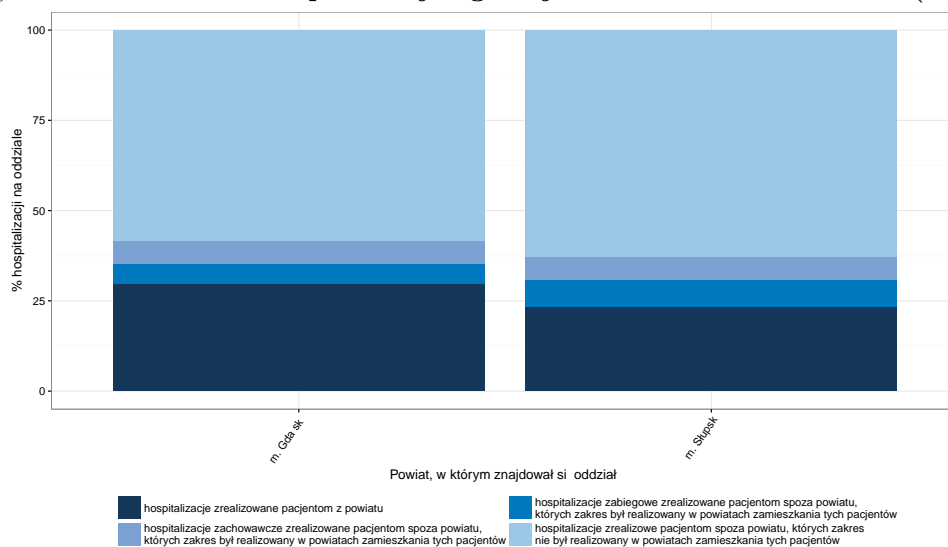 100
75
50
25
0
% hospitalizacji na oddziale
m. Gda sk
m. Słupsk
Powiat, w którym znajdował si oddział
hospitalizacje zrealizowane pacjentom z powiatu
hospitalizacje zabiegowe zrealizowane pacjentom spoza powiatu,
których zakres był realizowany w powiatach zamieszkania tych pacjentów
hospitalizacje zachowawcze zrealizowane pacjentom spoza powiatu,
których zakres był realizowany w powiatach zamieszkania tych pacjentów
hospitalizacje zrealizowe pacjentom spoza powiatu, których zakres
nie był realizowany w powiatach zamieszkania tych pacjentów